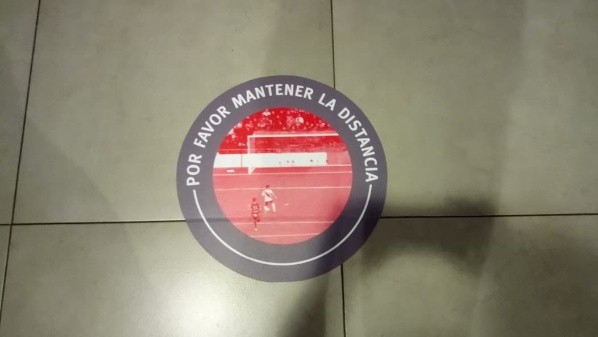 POR FAVOR MANTENER LA DISTANCIA